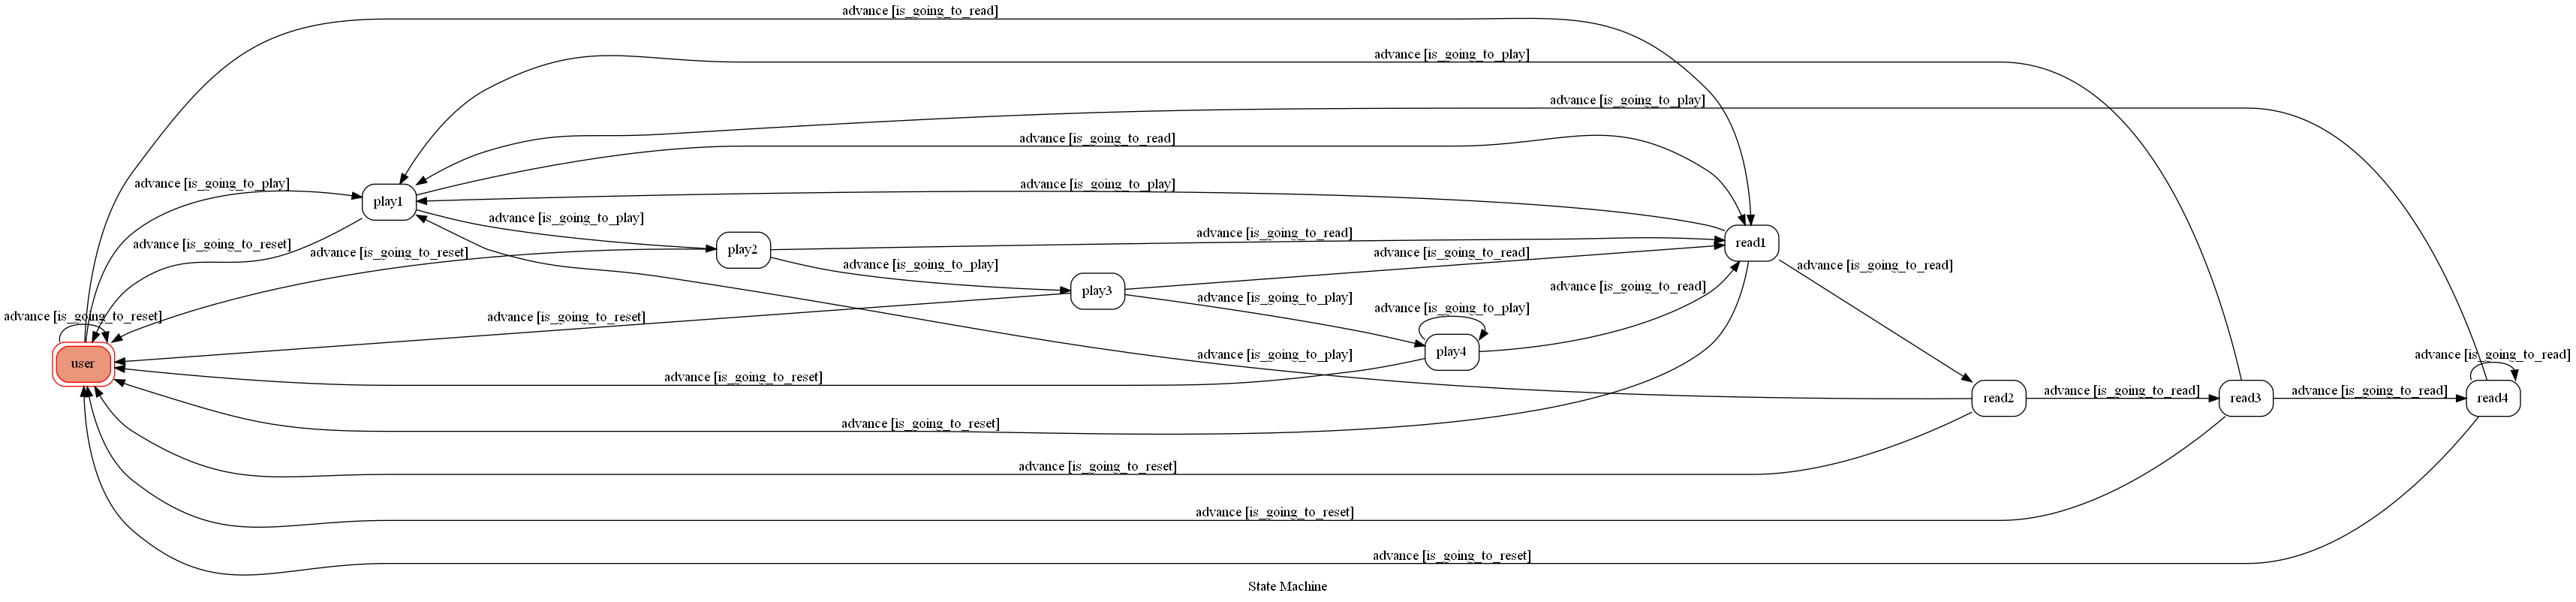 advance [is_going_to_read]
advance [is_going_to_play]
advance [is_going_to_play]
advance [is_going_to_read]
advance [is_going_to_play]
advance [is_going_to_play]
play1
advance [is_going_to_play]
advance [is_going_to_read]
advance [is_going_to_reset]
read1
advance [is_going_to_reset]
play2
advance [is_going_to_read]
advance [is_going_to_play]
advance [is_going_to_read]
play3
advance [is_going_to_read]
advance [is_going_to_play]
advance [is_going_to_play]
advance [is_going_to_reset]
advance [is_going_to_reset]
play4
advance [is_going_to_play]
advance [is_going_to_read]
user
advance [is_going_to_reset]
advance [is_going_to_read]
advance [is_going_to_read]
read2
read3
read4
advance [is_going_to_reset]
advance [is_going_to_reset]
advance [is_going_to_reset]
advance [is_going_to_reset]
State Machine